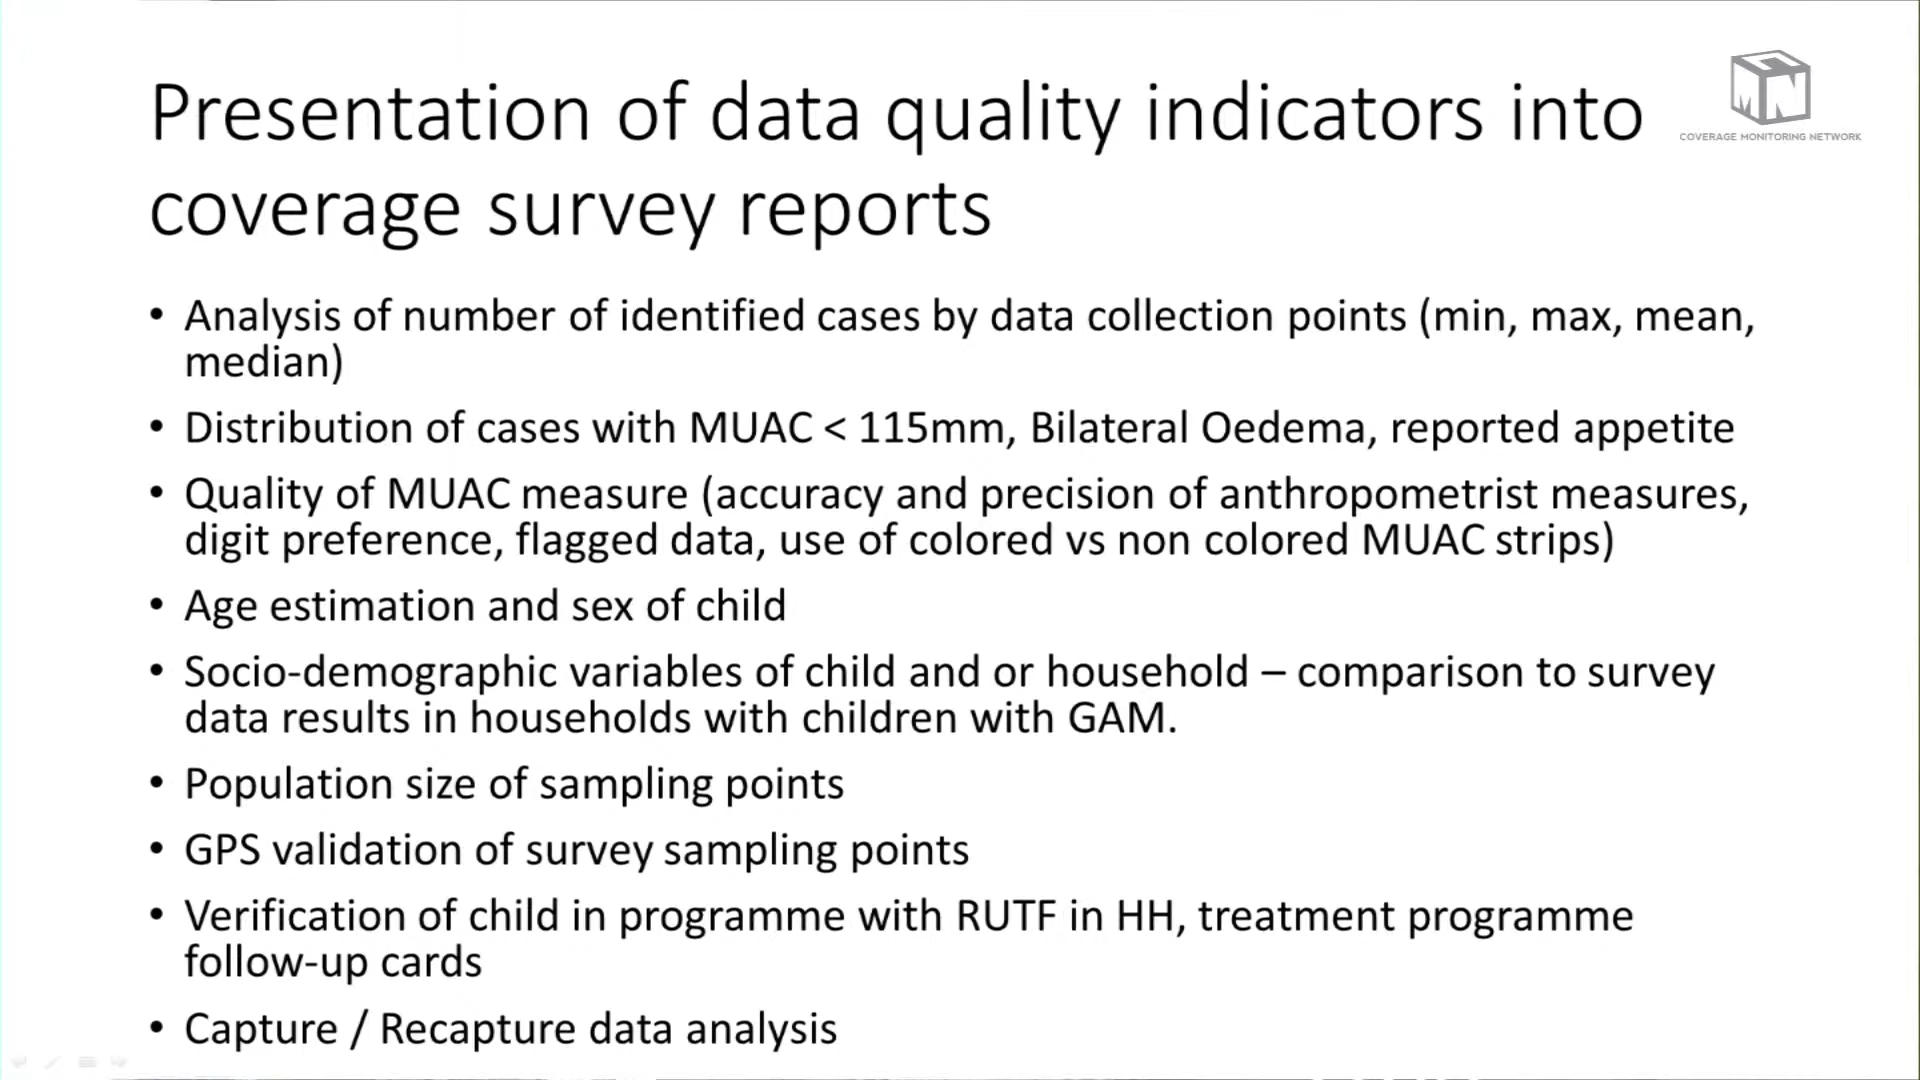 Presentation of data quality indicators into
coverage survey reports
COVERAGE MONITORING NETWORK
• Analysis of number of identified cases by data collection points (min, max, mean,
median)
• Distribution of cases with MUAC < 115mm, Bilateral Oedema, reported appetite
• Quality of MUAC measure (accuracy and precision of anthropometrist measures,
digit preference, flagged data, use of colored vs non colored MUAC strips)
• Age estimation and sex of child
• Socio-demographic variables of child and or household – comparison to survey
data results in households with children with GAM.
• Population size of sampling points
• GPS validation of survey sampling points
• Verification of child in programme with RUTF in HH, treatment programme
follow-up cards
• Capture / Recapture data analysis